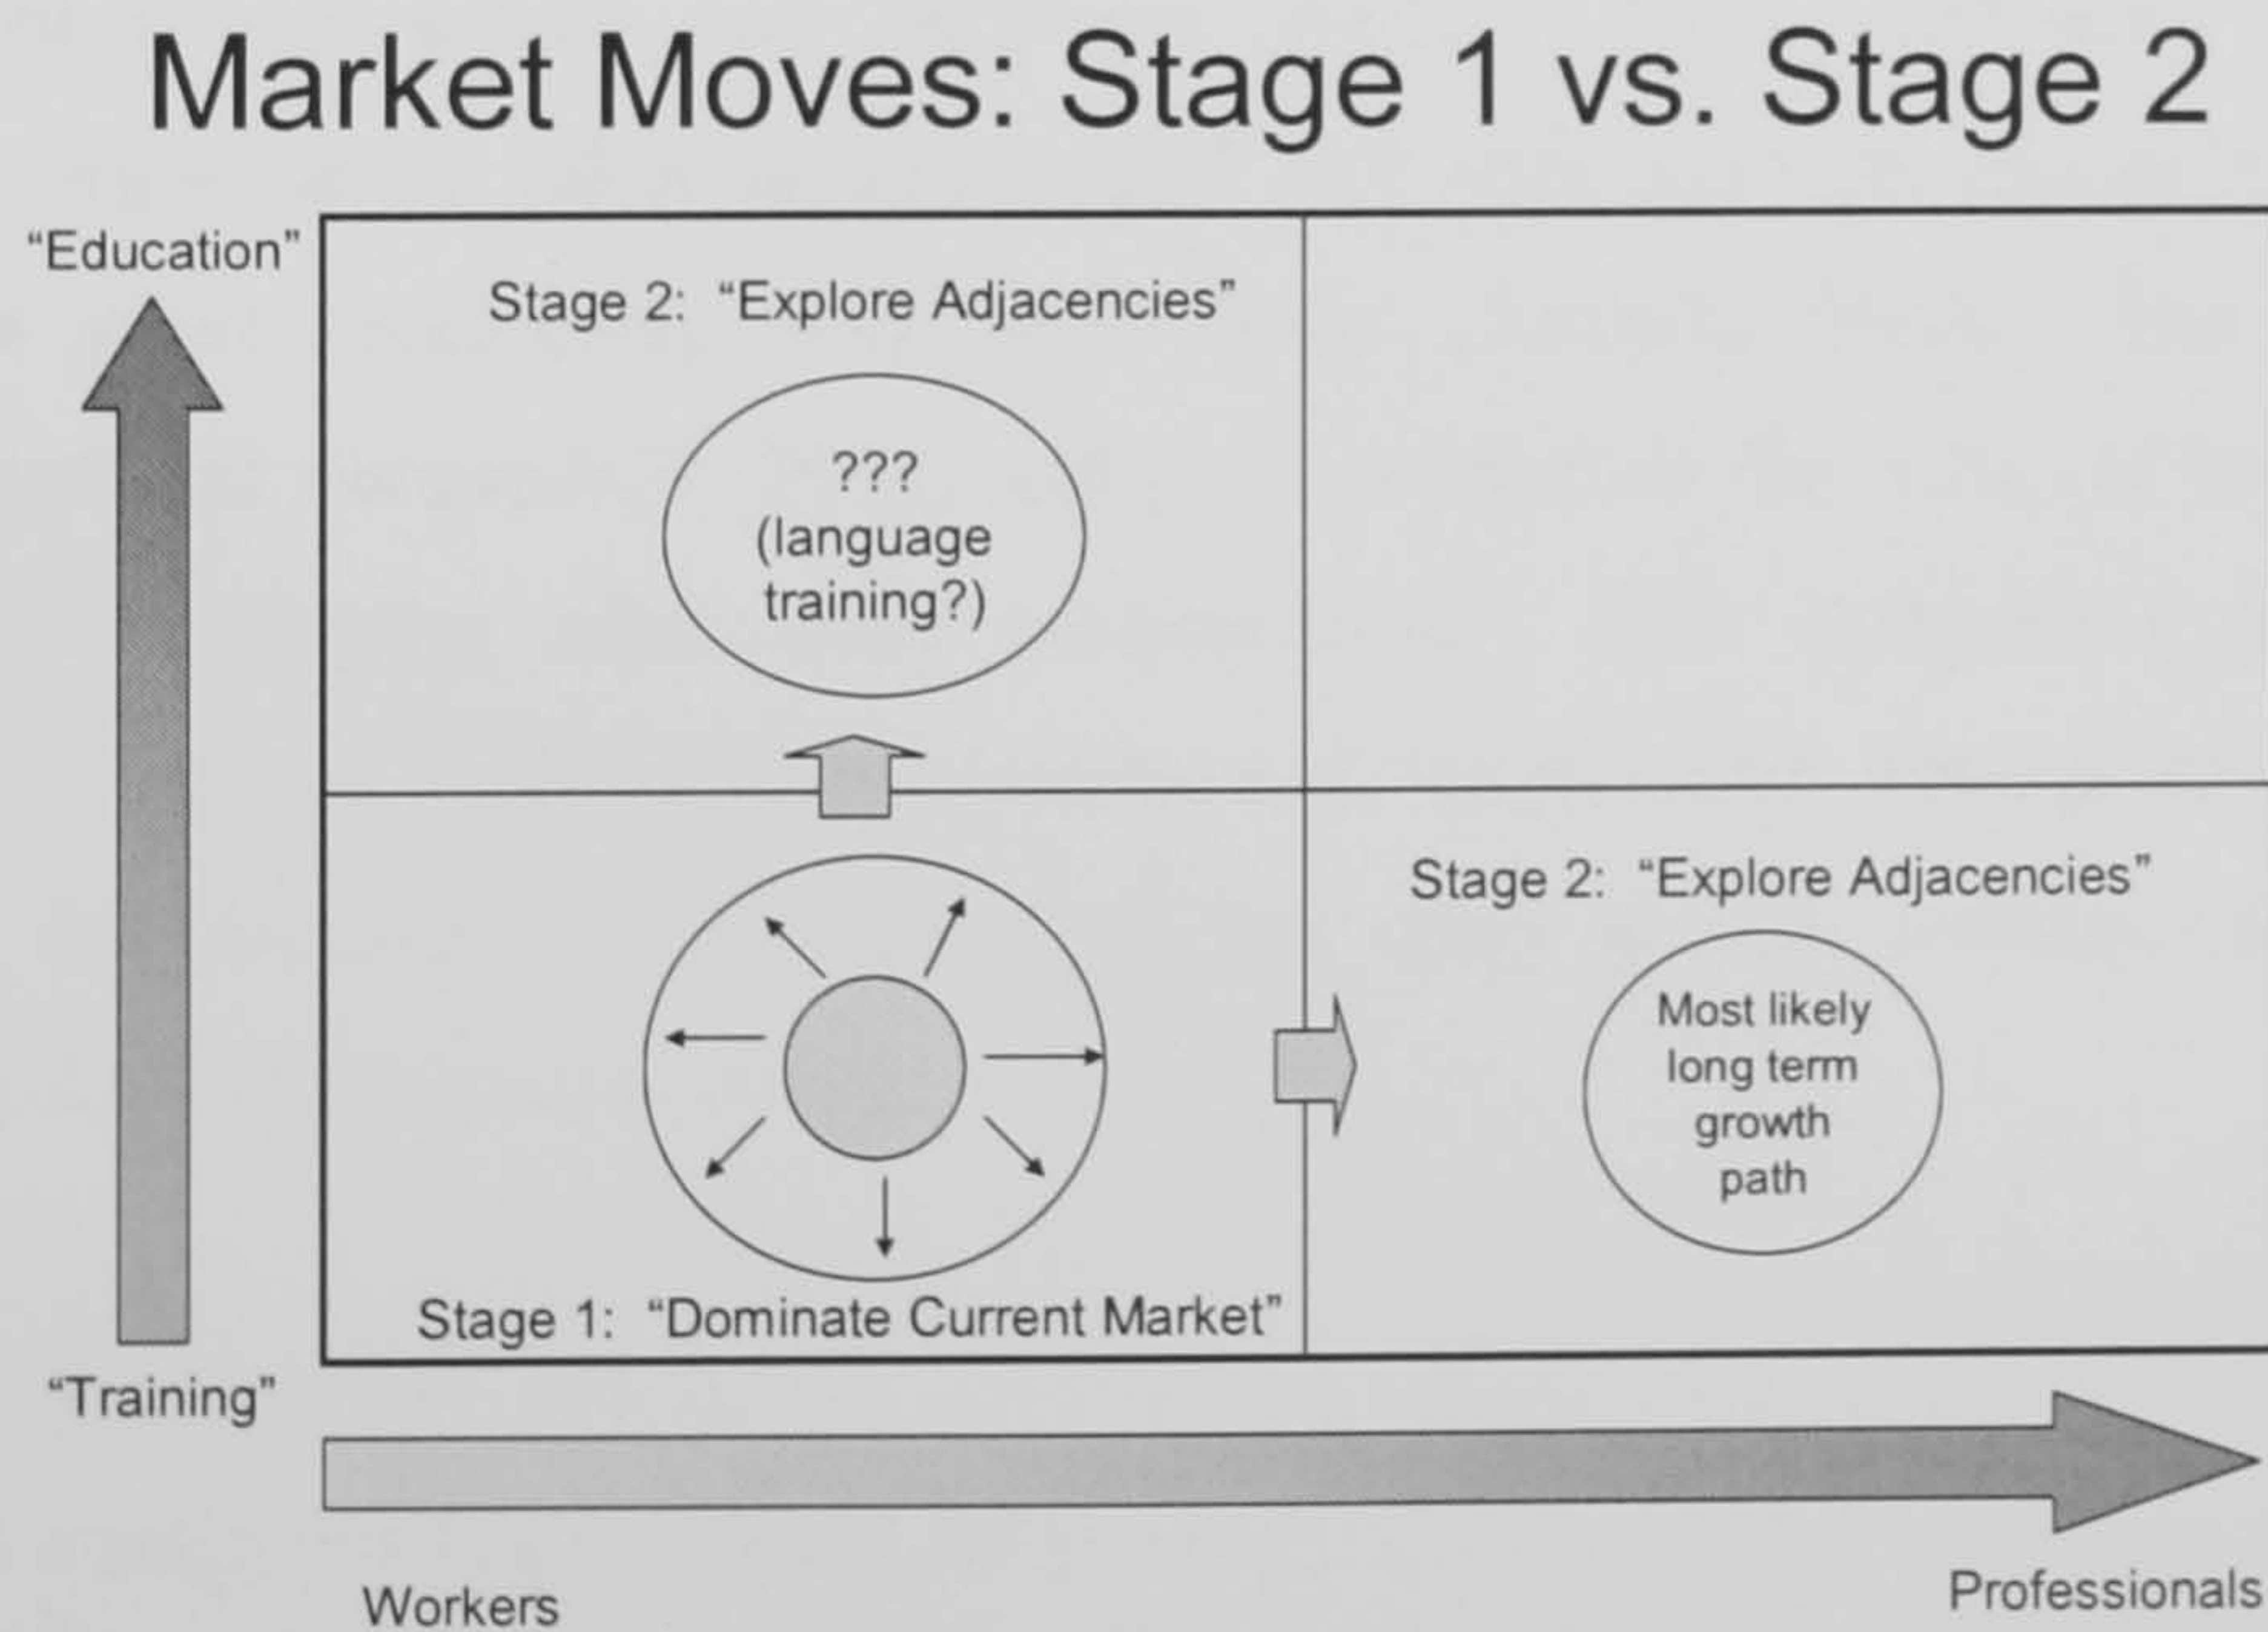 Market Moves: Stage 1 vs. Stage 2
“Education”
Stage 2: “Explore Adjacencies”
???
(language
training?)
Stage 2: “Explore Adjacencies”
Most likely
long term
growth
path
Stage 1: “Dominate Current Market”
“Training”
Workers
Professionals